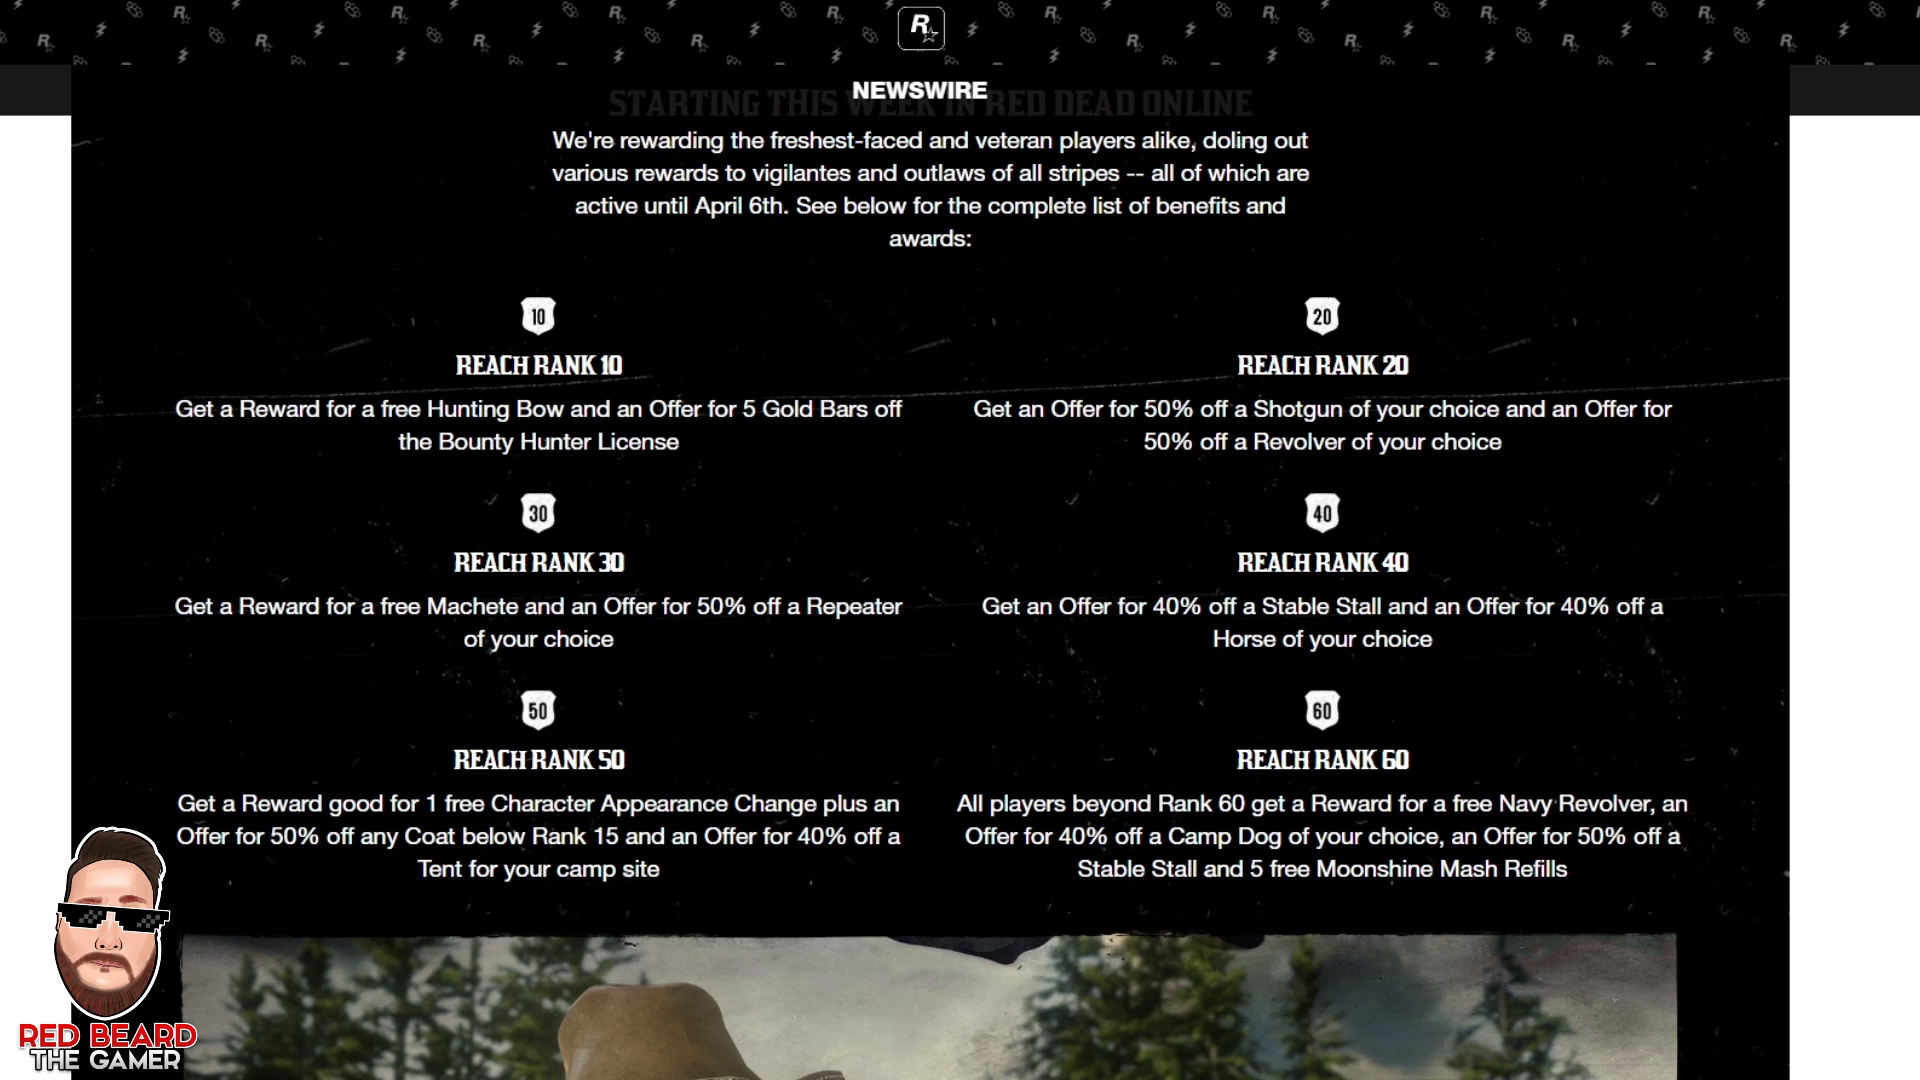 R
NEWSWIRE
STARTING THIS WEEK IN RED DEAD ONLINE
We're rewarding the freshest-faced and veteran players alike, doling out
various rewards to vigilantes and outlaws of all stripes -- all of which are
active until April 6th. See below for the complete list of benefits and
awards:
10
REACH RANK 10
Get a Reward for a free Hunting Bow and an Offer for 5 Gold Bars off
the Bounty Hunter License
20
REACH RANK 20
Get an Offer for 50% off a Shotgun of your choice and an Offer for
50% off a Revolver of your choice
30
REACH RANK 30
Get a Reward for a free Machete and an Offer for 50% off a Repeater
of your choice
40
REACH RANK 40
Get an Offer for 40% off a Stable Stall and an Offer for 40% off a
Horse of your choice
50
REACH RANK 50
Get a Reward good for 1 free Character Appearance Change plus an
Offer for 50% off any Coat below Rank 15 and an Offer for 40% off a
Tent for your camp site
60
REACH RANK 60
All players beyond Rank 60 get a Reward for a free Navy Revolver, an
Offer for 40% off a Camp Dog of your choice, an Offer for 50% off a
Stable Stall and 5 free Moonshine Mash Refills
RED BEARD
THE GAMER